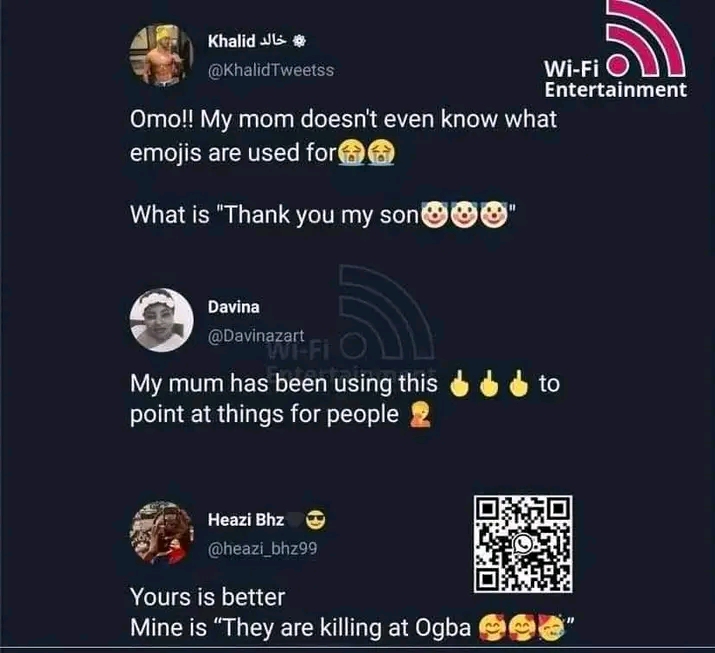 Khalid خالد
@KhalidTweetss
Wi-Fi
Entertainment
Omo!! My mom doesn't even know what
emojis are used for😭😭
What is "Thank you my son🤡🤡🤡"
Davina
@Davinazart
Wi-Fi
Entertainment
My mum has been using this 🖕🖕🖕 to
point at things for people 🤦
Heazi Bhz 🖤 😎
@heazi_bhz99
Yours is better
Mine is “They are killing at Ogba 🥰🥰🥳”